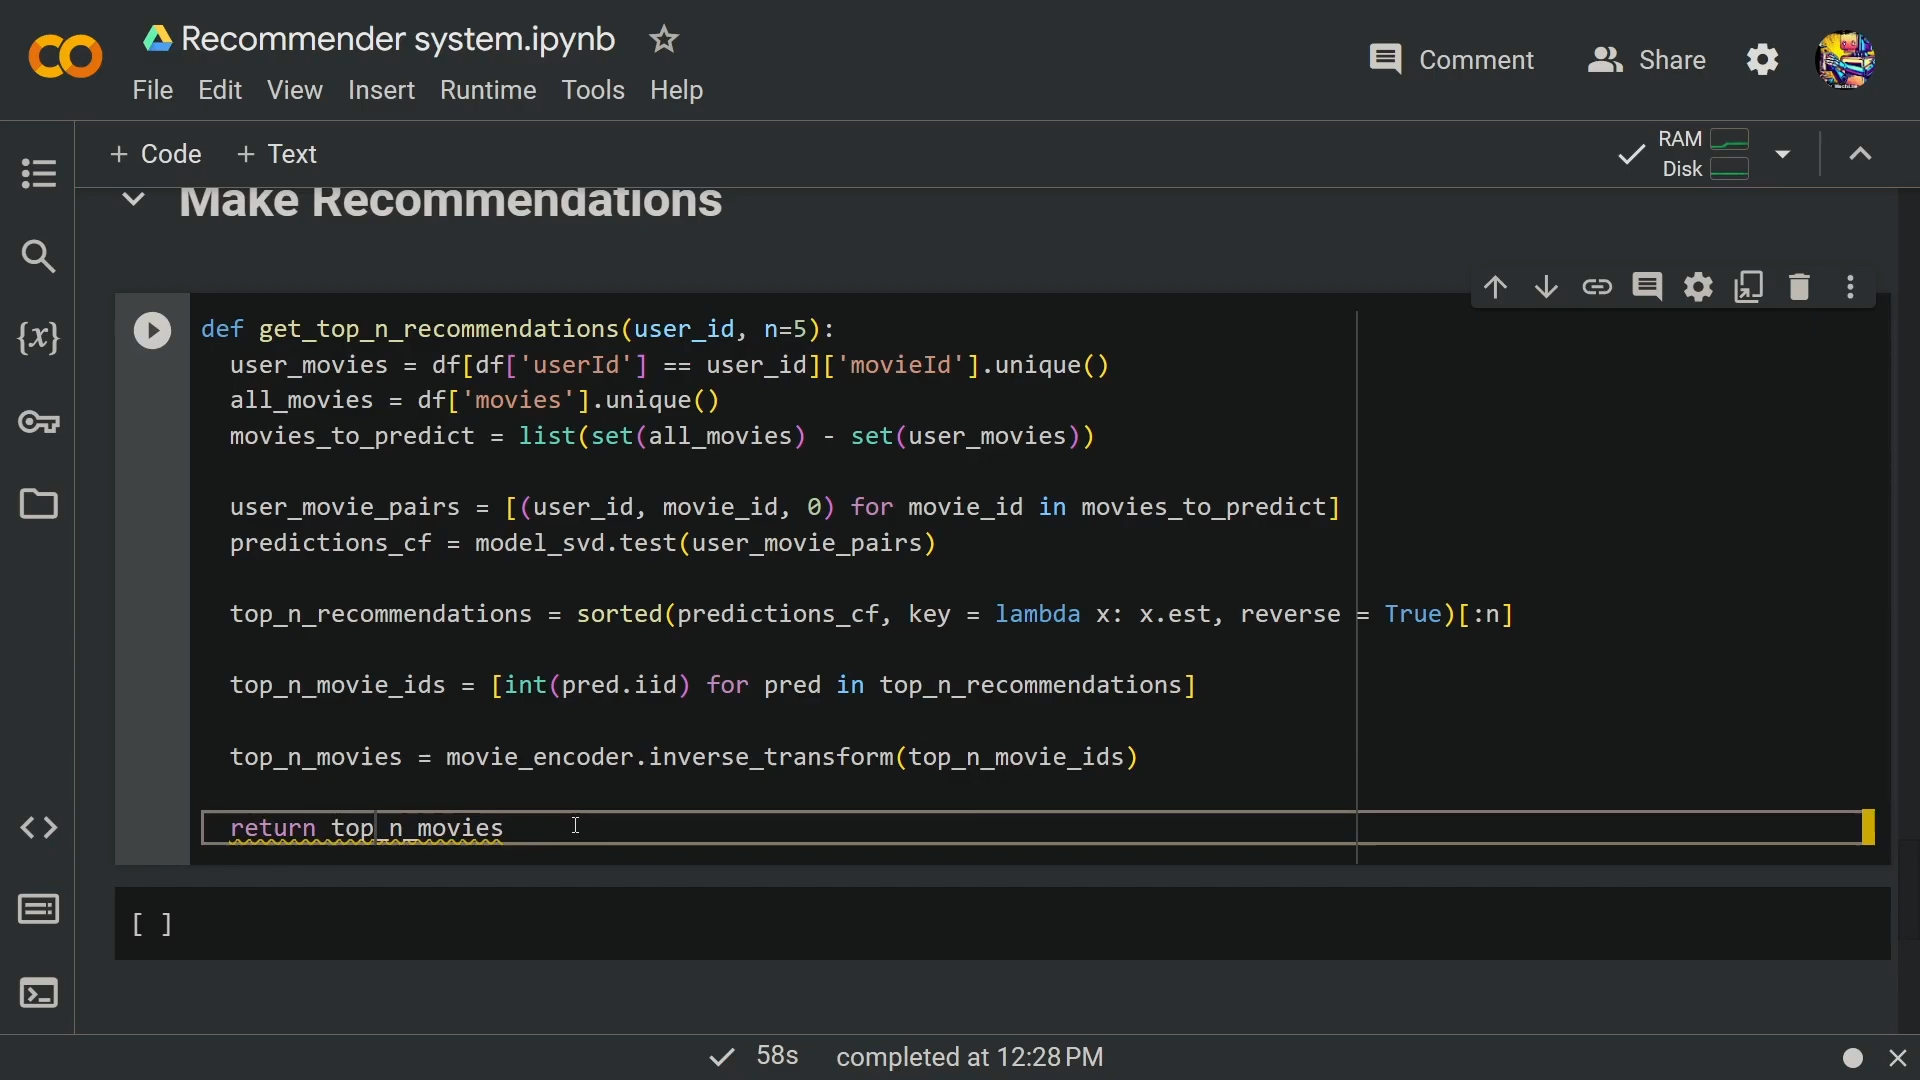 Recommender system.ipynb
File Edit View Insert Runtime Tools Help
Comment
Share
+ Code + Text
RAM
Disk
Make Recommendations
{x}
def get_top_n_recommendations(user_id, n=5):
  user_movies = df[df['userId'] == user_id]['movieId'].unique()
  all_movies = df['movies'].unique()
  movies_to_predict = list(set(all_movies) - set(user_movies))
  user_movie_pairs = [(user_id, movie_id, 0) for movie_id in movies_to_predict]
  predictions_cf = model_svd.test(user_movie_pairs)
  top_n_recommendations = sorted(predictions_cf, key = lambda x: x.est, reverse = True)[:n]
  top_n_movie_ids = [int(pred.iid) for pred in top_n_recommendations]
  top_n_movies = movie_encoder.inverse_transform(top_n_movie_ids)
  return top_n_movies
[ ]
58s completed at 12:28 PM